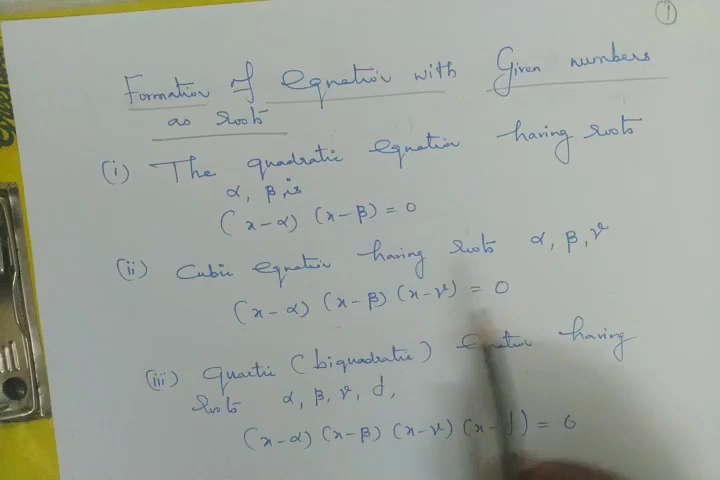 ①
Formation of equation with Given numbers
as roots
(i) The quadratic equation having roots
α, β, is
(x-α) (x-β) = 0
(ii) Cubic equation having roots α, β, γ
(x-α) (x-β) (x-γ) = 0
(iii) quartic (biquadratic) equation having
roots α, β, γ, δ,
(x-α) (x-β) (x-γ) (x-δ) = 0